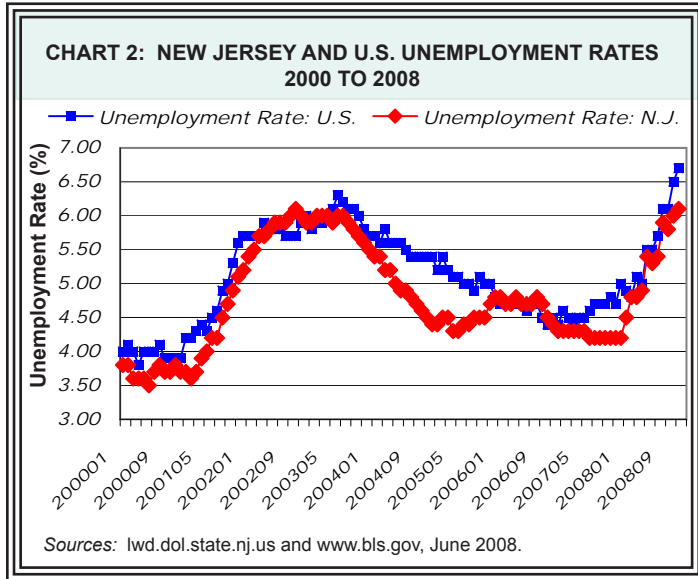 CHART 2: NEW JERSEY AND U.S. UNEMPLOYMENT RATES
2000 TO 2008
Unemployment Rate: U.S. Unemployment Rate: N.J.
Unemployment Rate (%)
7.00
6.50
6.00
5.50
5.00
4.50
4.00
3.50
3.00
200001 200009 200105 200201 200209 200305 200401 200409 200505 200601 200609 200705 200801 200809
Sources: lwd.dol.state.nj.us and www.bls.gov, June 2008.